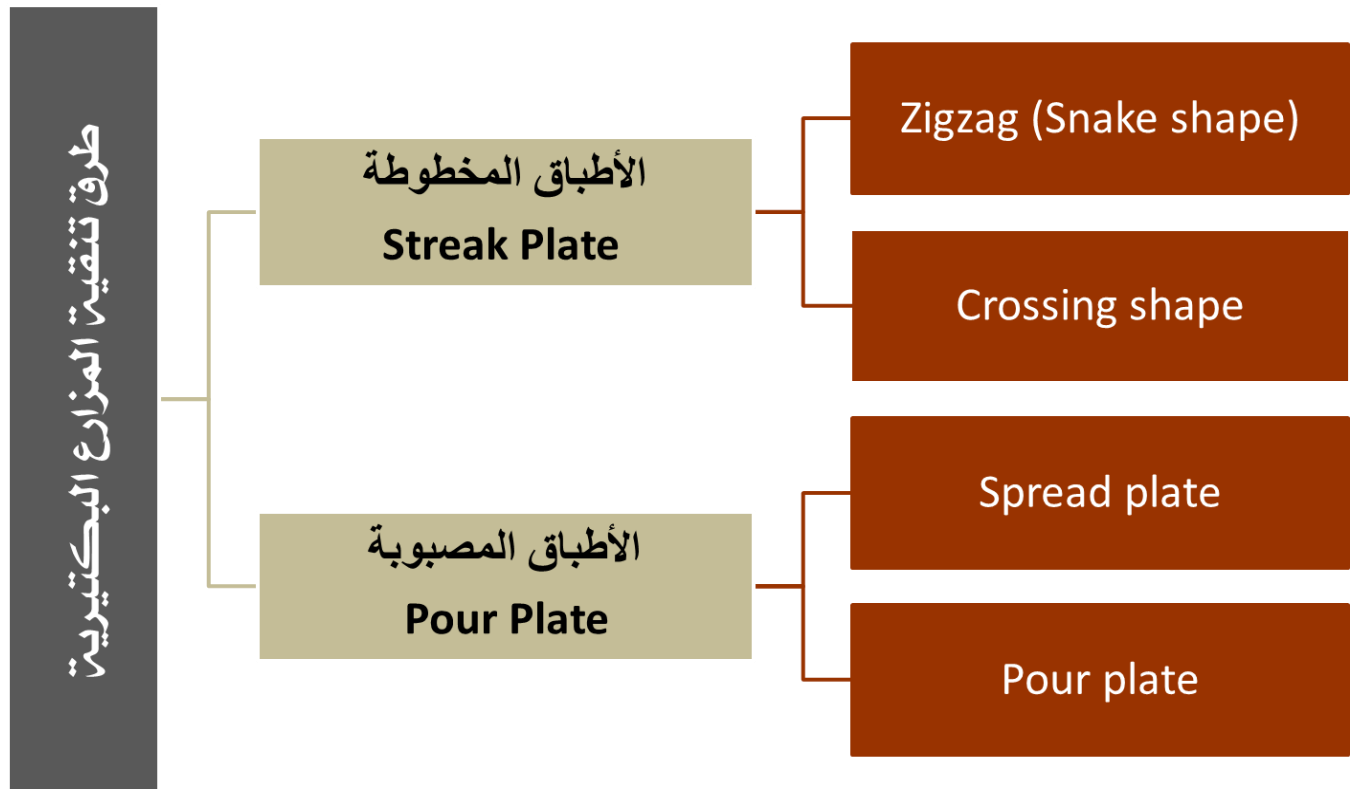 طرق تنقية المزارع البكتيرية
الأطباق المخطوطة
Streak Plate
Zigzag (Snake shape)
Crossing shape
الأطباق المصبوبة
Pour Plate
Spread plate
Pour plate